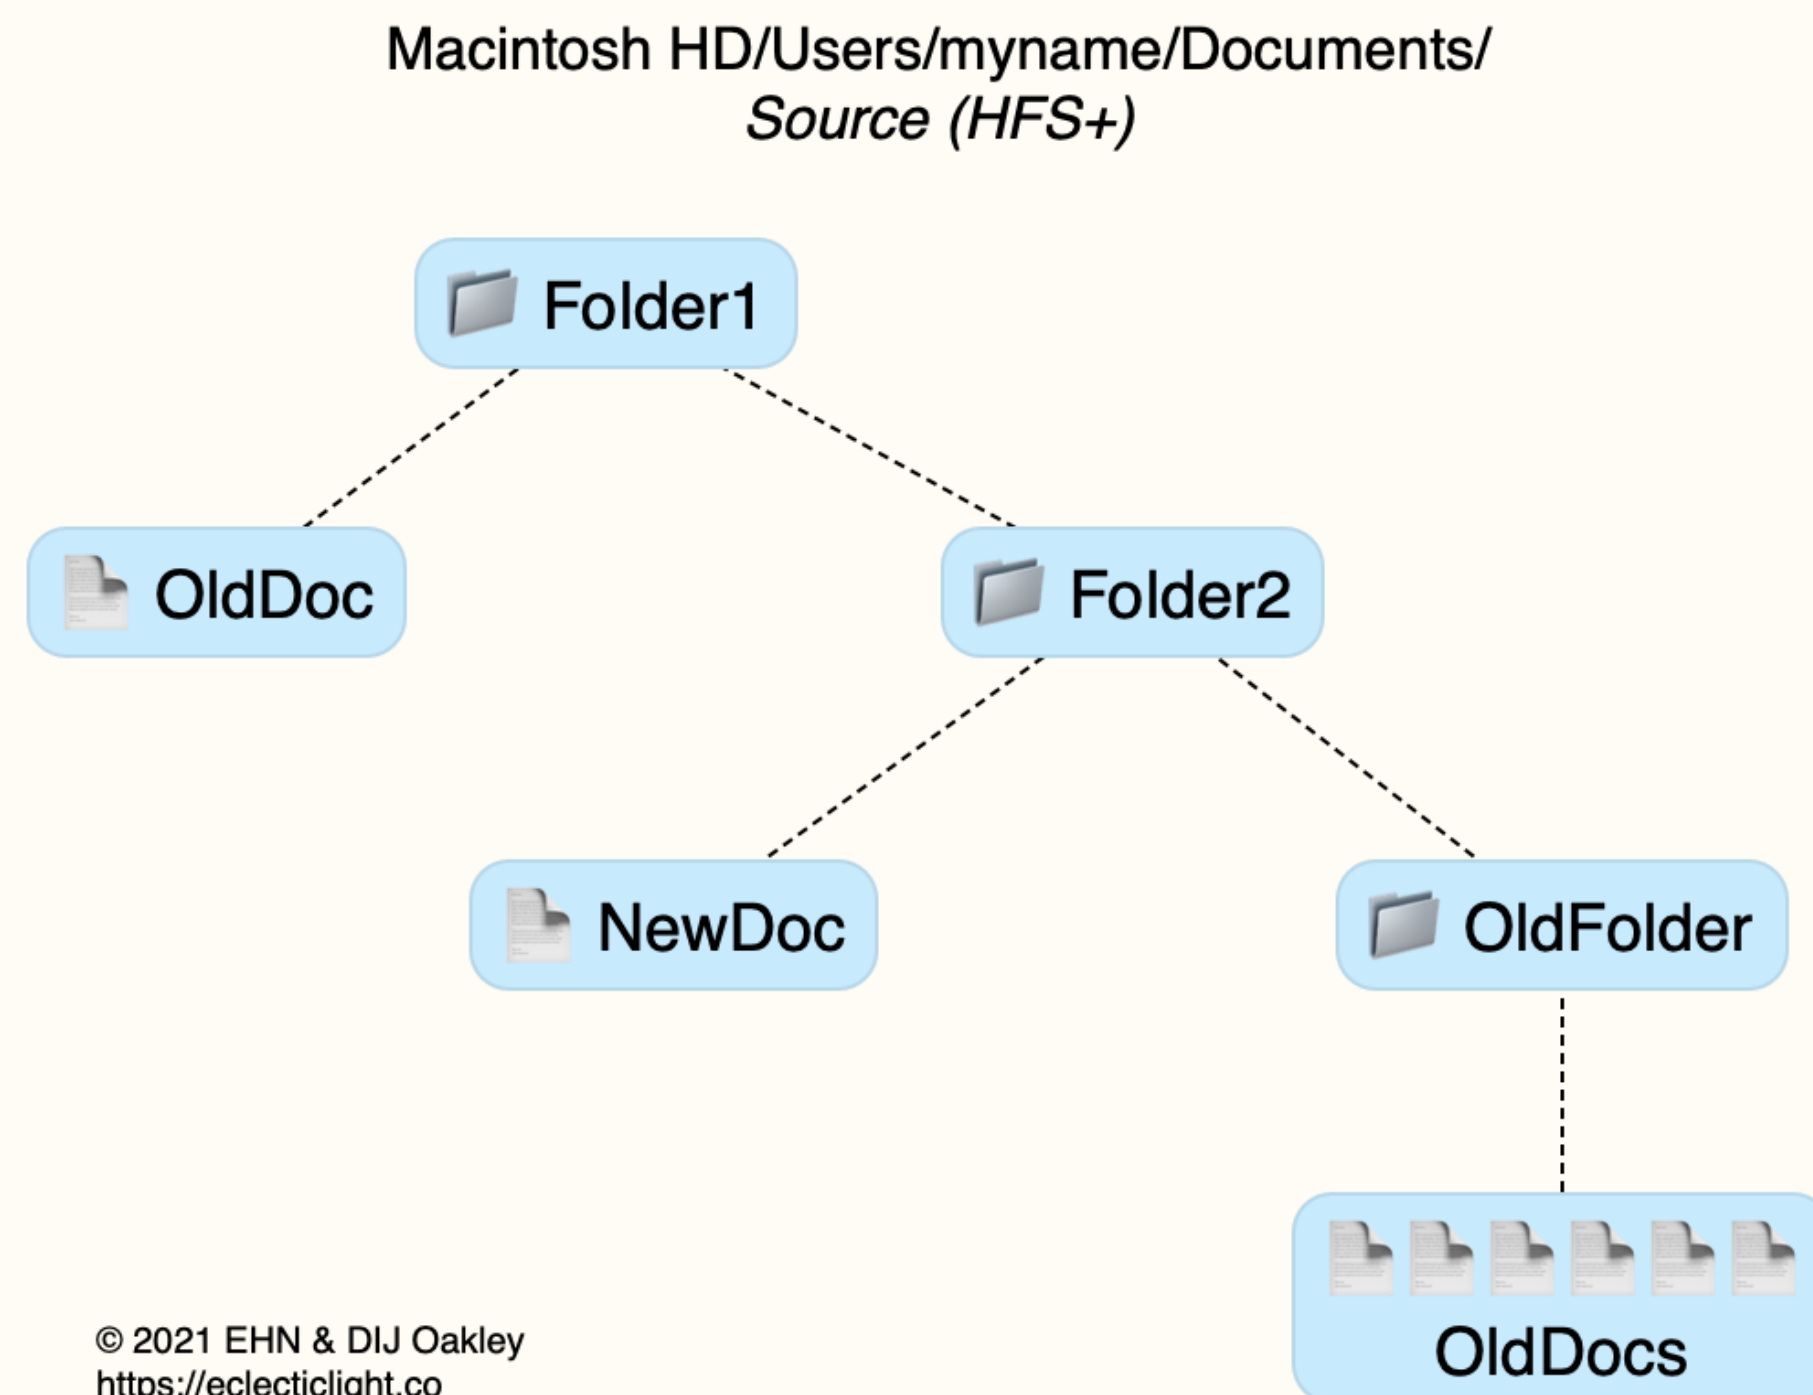 Macintosh HD/Users/myname/Documents/
Source (HFS+)
Folder1
OldDoc
Folder2
NewDoc
OldFolder
OldDocs
© 2021 EHN & DIJ Oakley
https://eclecticlight.co